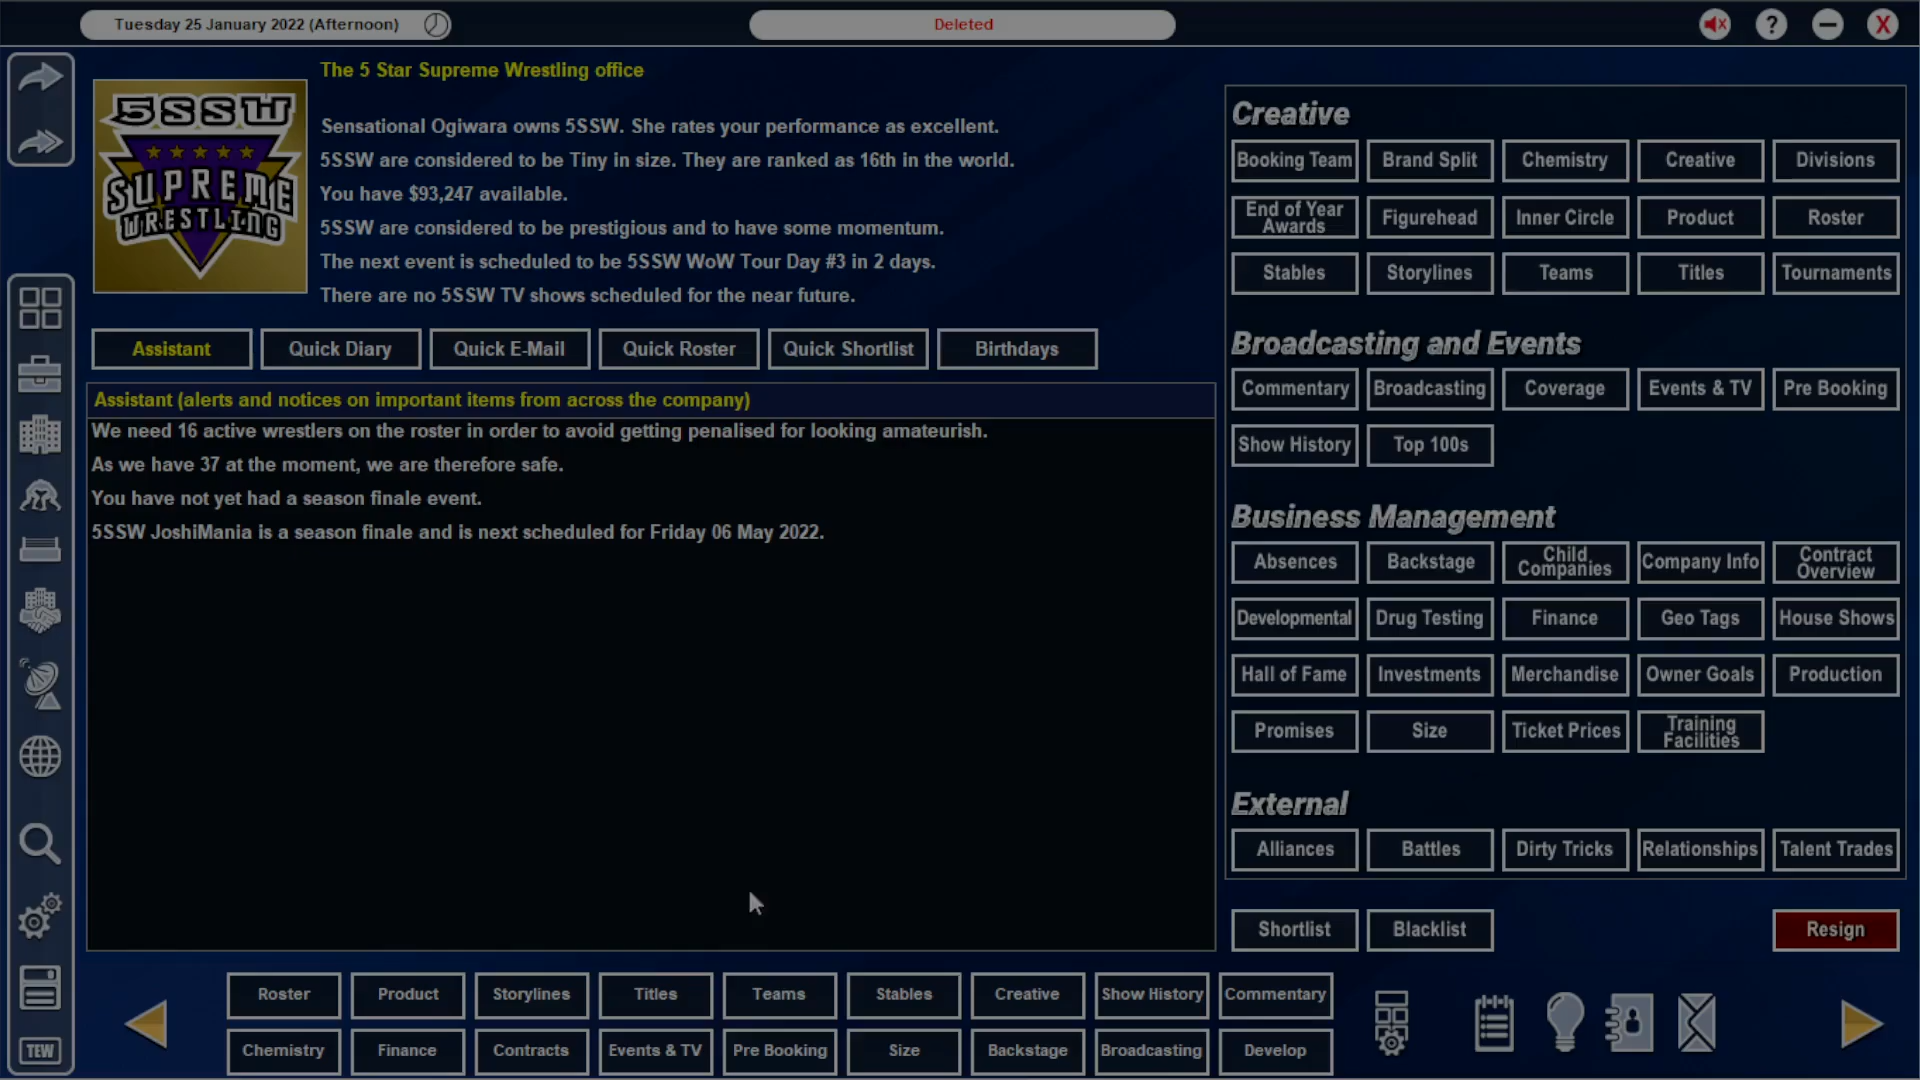 Tuesday 25 January 2022 (Afternoon)
Deleted
?
X
The 5 Star Supreme Wrestling office
5SSW
SUPREME
WRESTLING
Sensational Ogiwara owns 5SSW. She rates your performance as excellent.
5SSW are considered to be Tiny in size. They are ranked as 16th in the world.
You have $93,247 available.
5SSW are considered to be prestigious and to have some momentum.
The next event is scheduled to be 5SSW WoW Tour Day #3 in 2 days.
There are no 5SSW TV shows scheduled for the near future.
Assistant
Quick Diary
Quick E-Mail
Quick Roster
Quick Shortlist
Birthdays
Assistant (alerts and notices on important items from across the company)
We need 16 active wrestlers on the roster in order to avoid getting penalised for looking amateurish.
As we have 37 at the moment, we are therefore safe.
You have not yet had a season finale event.
5SSW JoshiMania is a season finale and is next scheduled for Friday 06 May 2022.
Creative
Booking Team
Brand Split
Chemistry
Creative
Divisions
End of Year
Awards
Figurehead
Inner Circle
Product
Roster
Stables
Storylines
Teams
Titles
Tournaments
Broadcasting and Events
Commentary
Broadcasting
Coverage
Events & TV
Pre Booking
Show History
Top 100s
Business Management
Absences
Backstage
Child
Companies
Company Info
Contract
Overview
Developmental
Drug Testing
Finance
Geo Tags
House Shows
Hall of Fame
Investments
Merchandise
Owner Goals
Production
Promises
Size
Ticket Prices
Training
Facilities
External
Alliances
Battles
Dirty Tricks
Relationships
Talent Trades
Shortlist
Blacklist
Resign
Roster
Product
Storylines
Titles
Teams
Stables
Creative
Show History
Commentary
Chemistry
Finance
Contracts
Events & TV
Pre Booking
Size
Backstage
Broadcasting
Develop
TEW